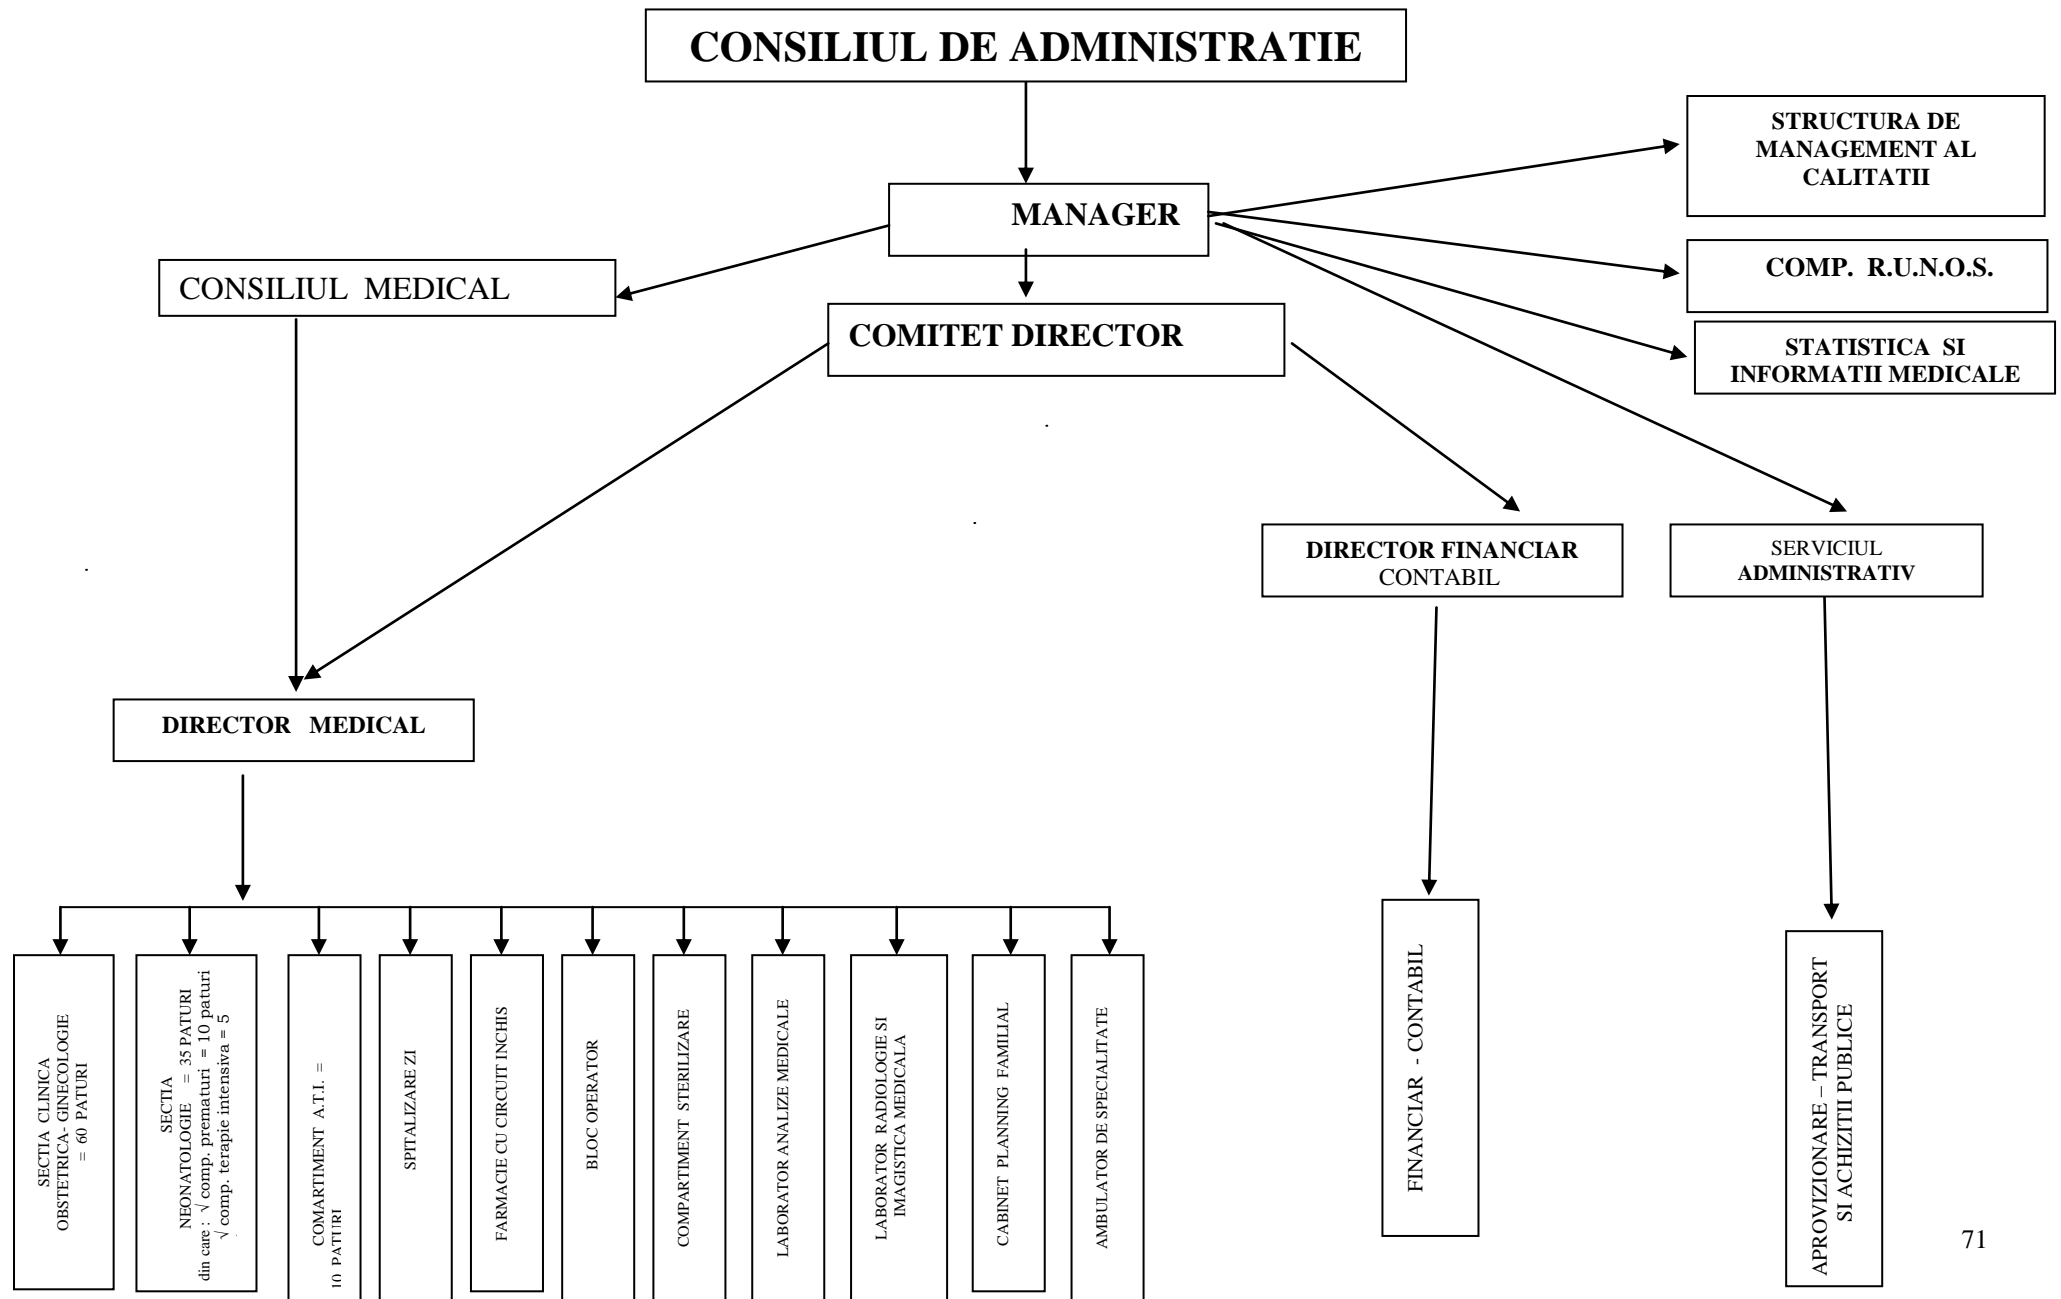 CONSILIUL DE ADMINISTRATIE
STRUCTURA DE
MANAGEMENT AL
CALITATII
MANAGER
COMP. R.U.N.O.S.
CONSILIUL MEDICAL
COMITET DIRECTOR
STATISTICA SI
INFORMATII MEDICALE
DIRECTOR FINANCIAR
CONTABIL
SERVICIUL
ADMINISTRATIV
DIRECTOR MEDICAL
SECTIA CLINICA
OBSTETRICA- GINECOLOGIE
= 60 PATURI
SECTIA
NEONATOLOGIE = 35 PATURI
din care : √ comp. prematuri = 10 paturi
√ comp. terapie intensiva = 5
COMARTIMENT A.T.I. =
10 PATURI
SPITALIZARE ZI
FARMACIE CU CIRCUIT INCHIS
BLOC OPERATOR
COMPARTIMENT STERILIZARE
LABORATOR ANALIZE MEDICALE
LABORATOR RADIOLOGIE SI
IMAGISTICA MEDICALA
CABINET PLANNING FAMILIAL
AMBULATOR DE SPECIALITATE
FINANCIAR - CONTABIL
APROVIZIONARE – TRANSPORT
SI ACHIZITII PUBLICE
71